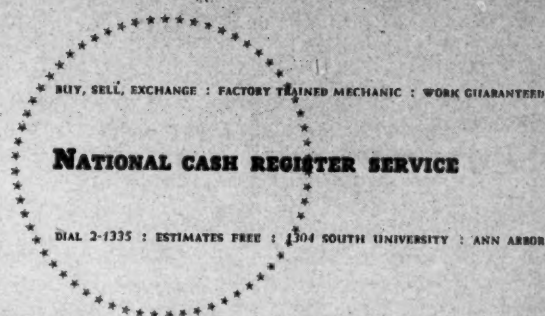 BUY, SELL, EXCHANGE : FACTORY TRAINED MECHANIC : WORK GUARANTEED
NATIONAL CASH REGISTER SERVICE
DIAL 2-1335 : ESTIMATES FREE : 1304 SOUTH UNIVERSITY : ANN ARBOR